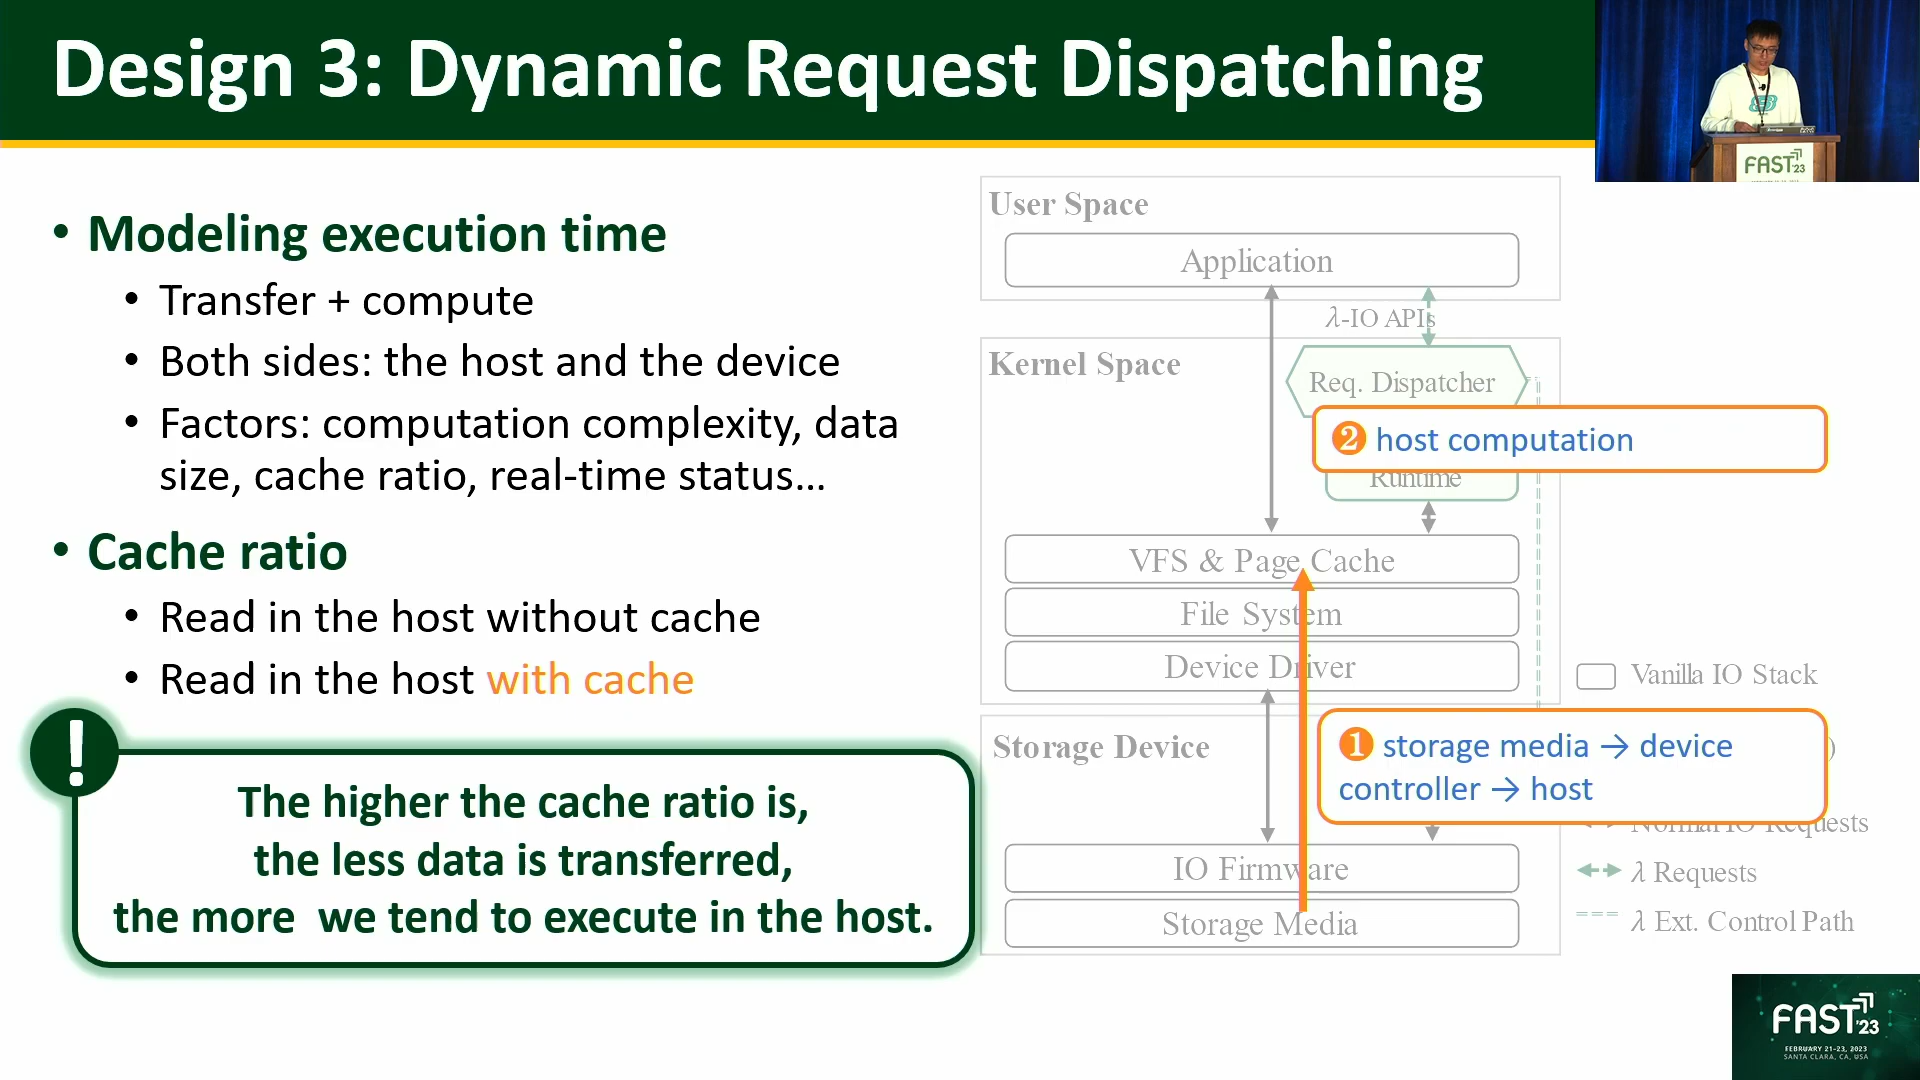 Design 3: Dynamic Request Dispatching
FAST'23
• Modeling execution time
• Transfer + compute
• Both sides: the host and the device
• Factors: computation complexity, data
size, cache ratio, real-time status...
• Cache ratio
• Read in the host without cache
• Read in the host with cache
!
The higher the cache ratio is,
the less data is transferred,
the more we tend to execute in the host.
User Space
Application
λ-IO APIs
Kernel Space
Req. Dispatcher
2 host computation
Runtime
VFS & Page Cache
File System
Device Driver
Storage Device
1 storage media → device
controller → host
IO Firmware
Storage Media
Vanilla IO Stack
)
Normal IO Requests
λ Requests
λ Ext. Control Path
FAST'23
FEBRUARY 21-23, 2023
SANTA CLARA, CA, USA